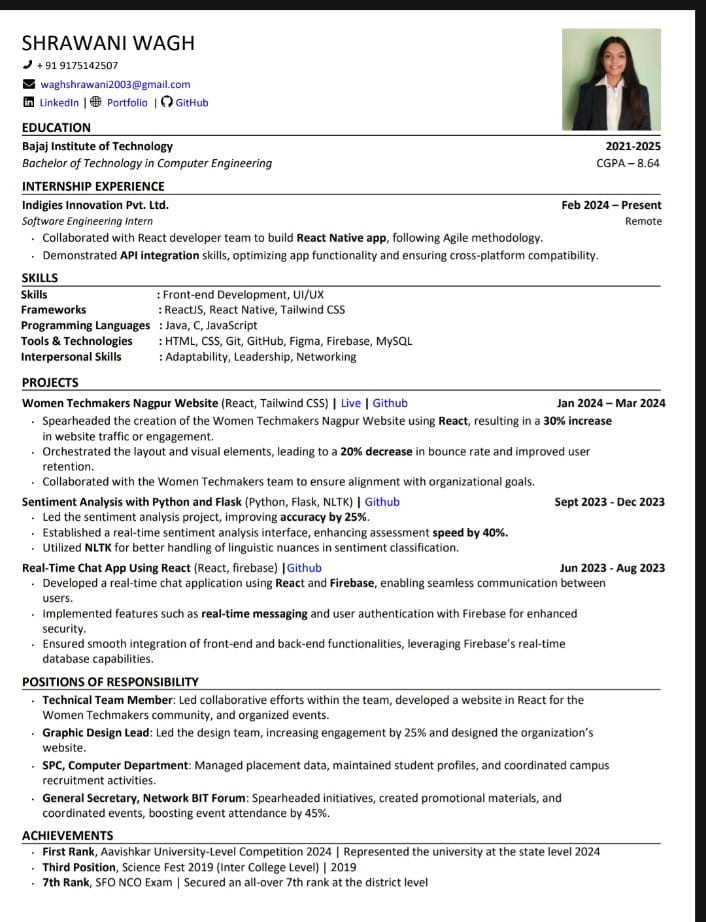 SHRAWANI WAGH
+ 91 9175142507
waghshrawani2003@gmail.com
LinkedIn | Portfolio | GitHub
EDUCATION
Bajaj Institute of Technology 2021-2025
Bachelor of Technology in Computer Engineering CGPA – 8.64
INTERNSHIP EXPERIENCE
Indigies Innovation Pvt. Ltd. Feb 2024 – Present
Software Engineering Intern Remote
· Collaborated with React developer team to build React Native app, following Agile methodology.
· Demonstrated API integration skills, optimizing app functionality and ensuring cross-platform compatibility.
SKILLS
Skills : Front-end Development, UI/UX
Frameworks : ReactJS, React Native, Tailwind CSS
Programming Languages : Java, C, JavaScript
Tools & Technologies : HTML, CSS, Git, GitHub, Figma, Firebase, MySQL
Interpersonal Skills : Adaptability, Leadership, Networking
PROJECTS
Women Techmakers Nagpur Website (React, Tailwind CSS) | Live | Github Jan 2024 – Mar 2024
· Spearheaded the creation of the Women Techmakers Nagpur Website using React, resulting in a 30% increase
in website traffic or engagement.
· Orchestrated the layout and visual elements, leading to a 20% decrease in bounce rate and improved user
retention.
· Collaborated with the Women Techmakers team to ensure alignment with organizational goals.
Sentiment Analysis with Python and Flask (Python, Flask, NLTK) | Github Sept 2023 - Dec 2023
· Led the sentiment analysis project, improving accuracy by 25%.
· Established a real-time sentiment analysis interface, enhancing assessment speed by 40%.
· Utilized NLTK for better handling of linguistic nuances in sentiment classification.
Real-Time Chat App Using React (React, firebase) |Github Jun 2023 - Aug 2023
· Developed a real-time chat application using React and Firebase, enabling seamless communication between
users.
· Implemented features such as real-time messaging and user authentication with Firebase for enhanced
security.
· Ensured smooth integration of front-end and back-end functionalities, leveraging Firebase's real-time
database capabilities.
POSITIONS OF RESPONSIBILITY
· Technical Team Member: Led collaborative efforts within the team, developed a website in React for the
Women Techmakers community, and organized events.
· Graphic Design Lead: Led the design team, increasing engagement by 25% and designed the organization's
website.
· SPC, Computer Department: Managed placement data, maintained student profiles, and coordinated campus
recruitment activities.
· General Secretary, Network BIT Forum: Spearheaded initiatives, created promotional materials, and
coordinated events, boosting event attendance by 45%.
ACHIEVEMENTS
· First Rank, Aavishkar University-Level Competition 2024 | Represented the university at the state level 2024
· Third Position, Science Fest 2019 (Inter College Level) | 2019
· 7th Rank, SFO NCO Exam | Secured an all-over 7th rank at the district level